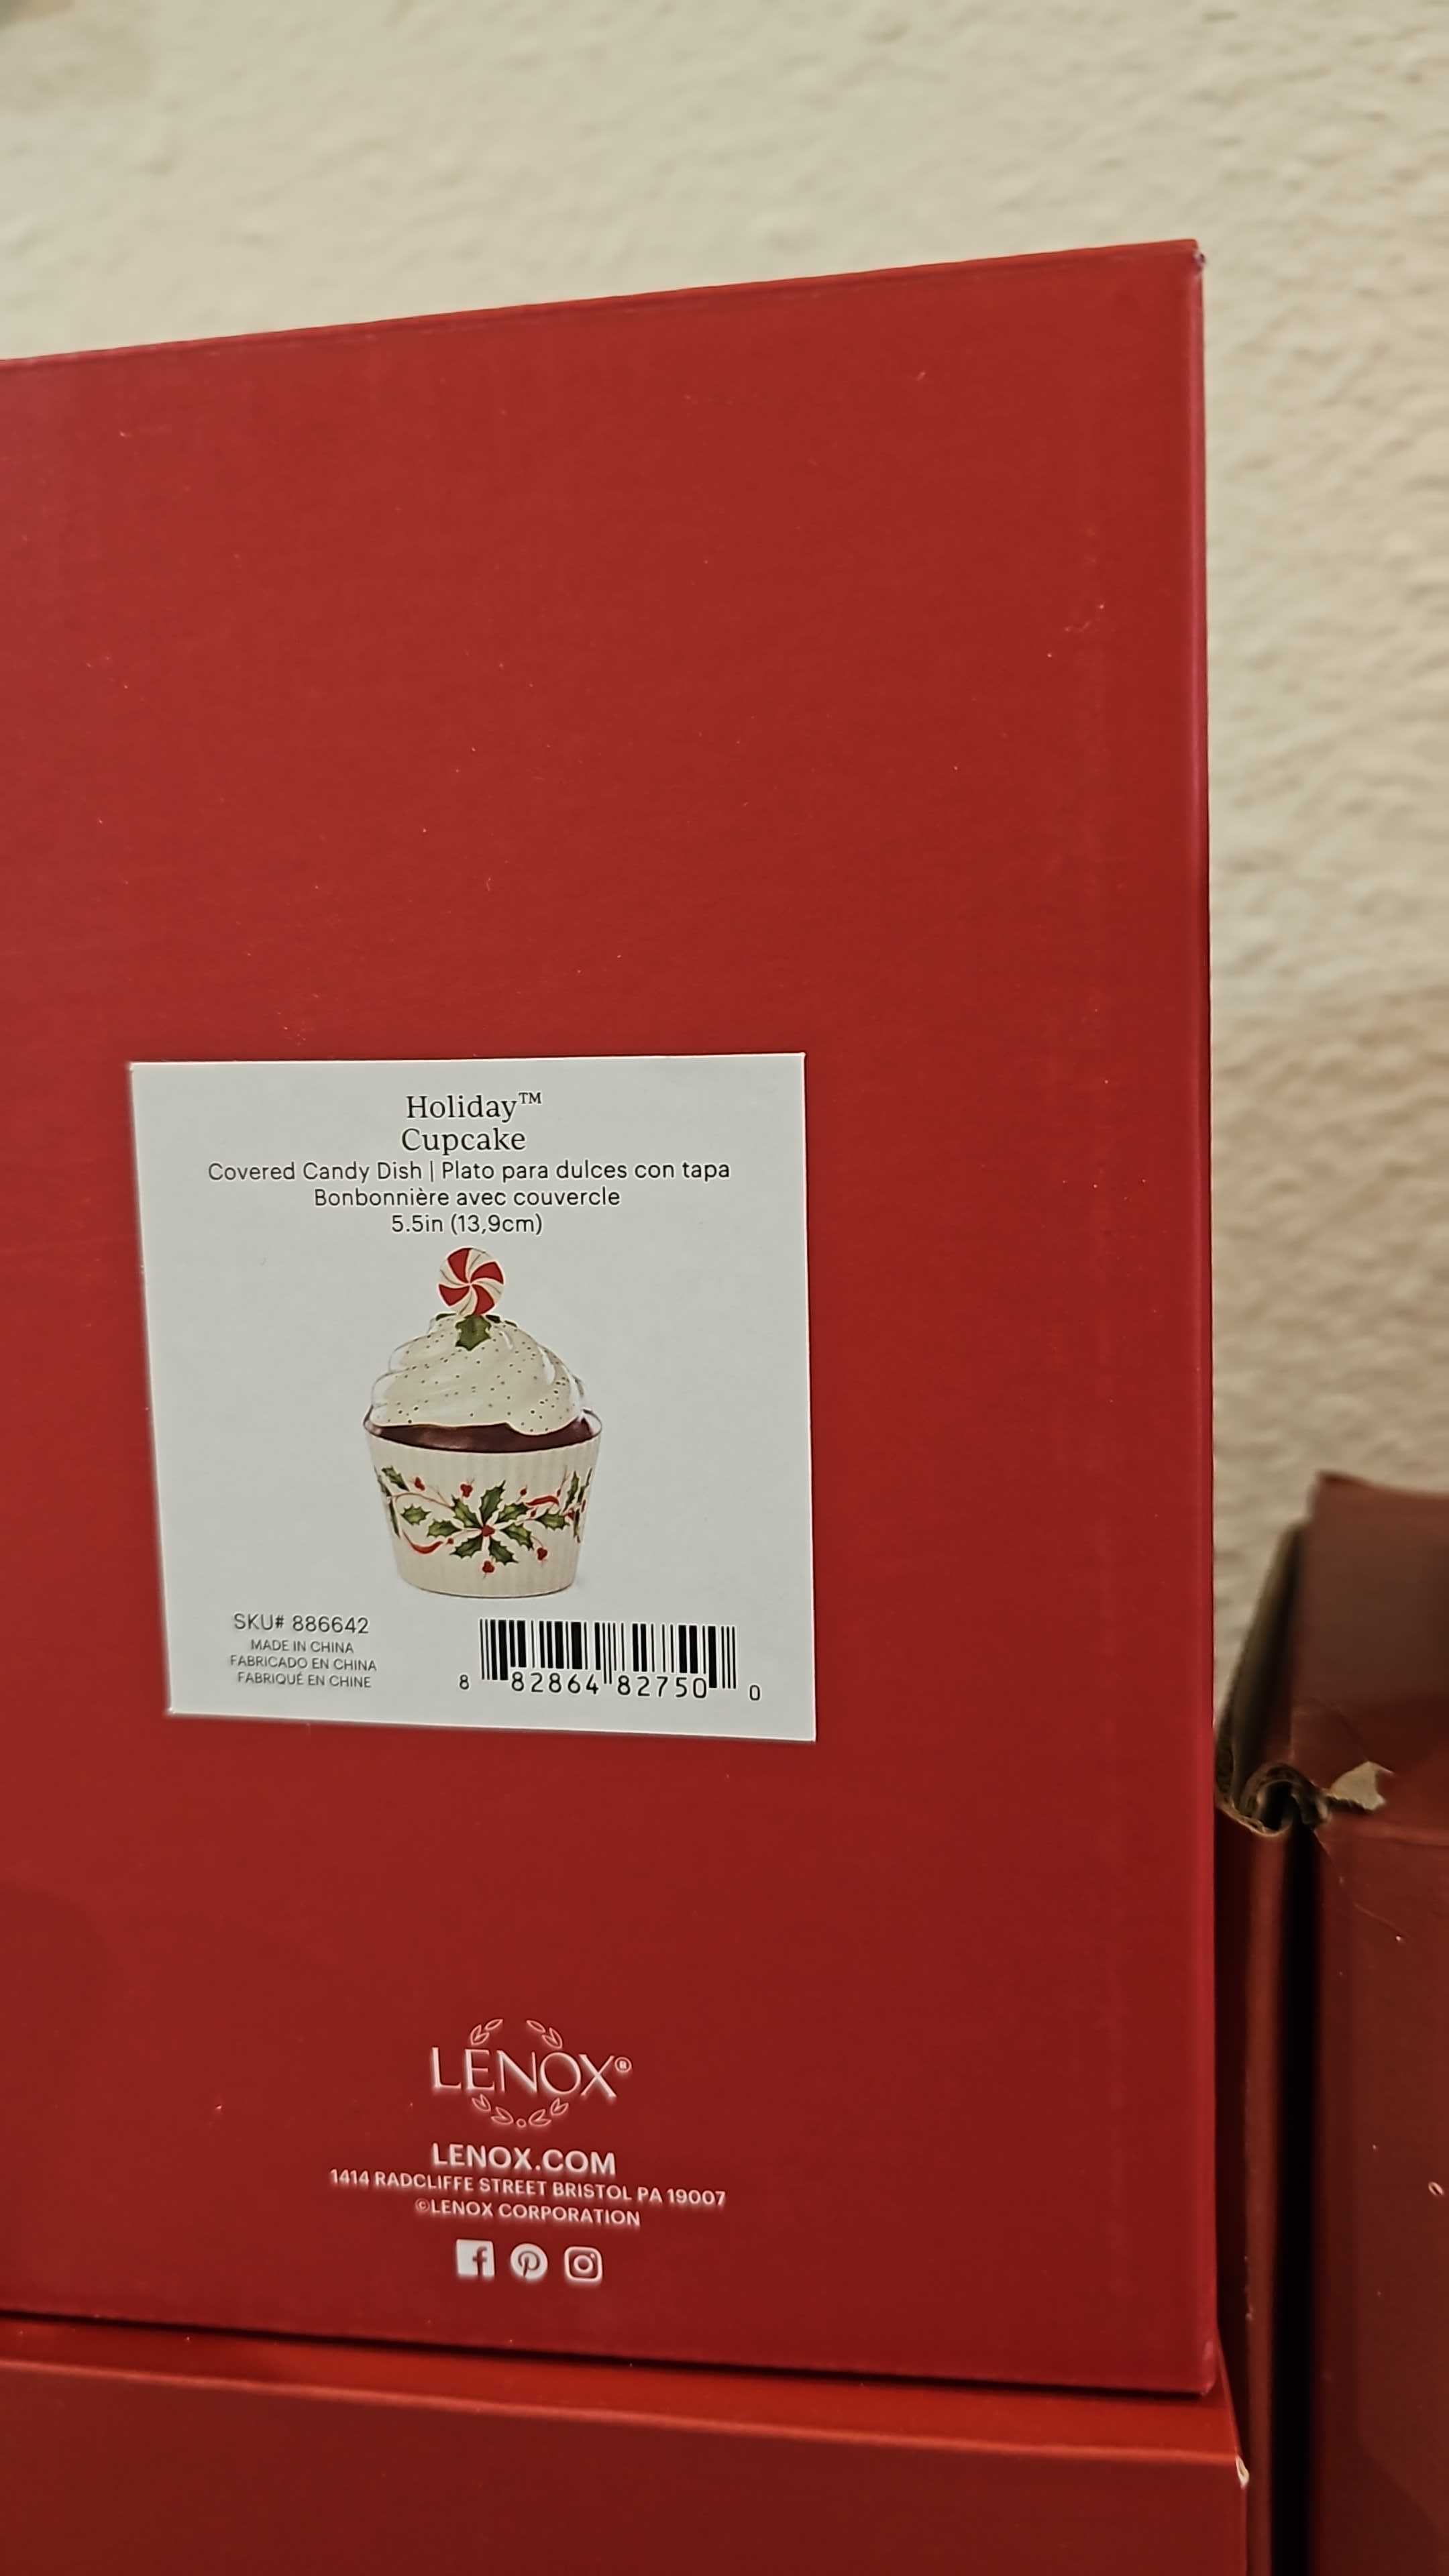 Holiday™
Cupcake
Covered Candy Dish | Plato para dulces con tapa
Bonbonnière avec couvercle
5.5in (13,9cm)
SKU# 886642
MADE IN CHINA
FABRICADO EN CHINA
FABRIQUÉ EN CHINE
8 82864 82750 0
LENOX®
LENOX.COM
1414 RADCLIFFE STREET BRISTOL PA 19007
©LENOX CORPORATION